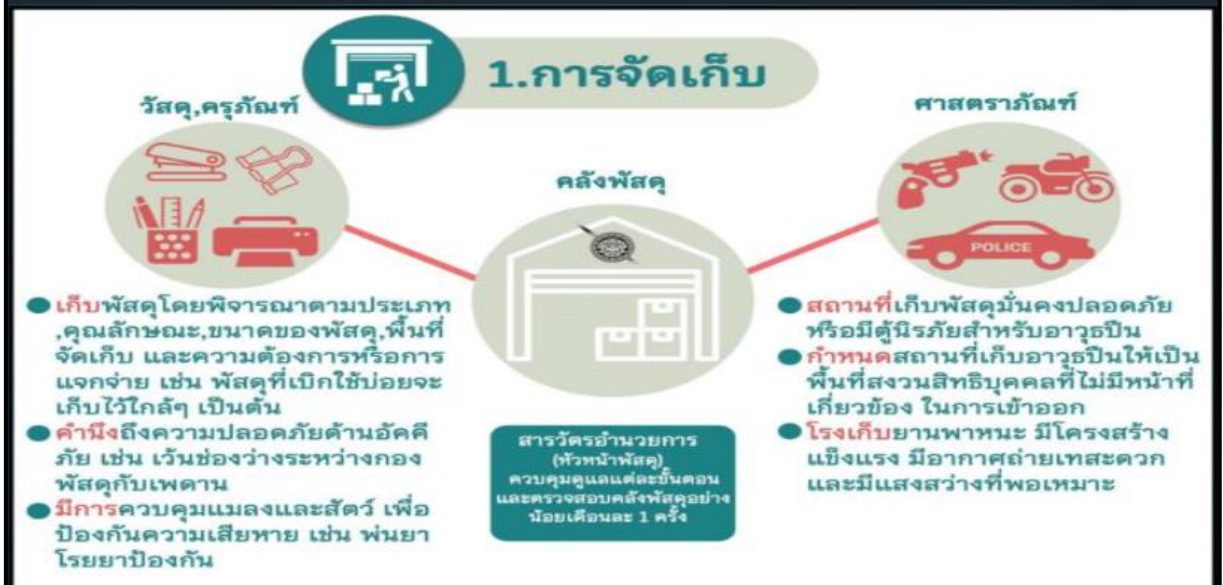 1.การจัดเก็บ
วัสดุ,ครุภัณฑ์
เก็บพัสดุโดยพิจารณาตามประเภท
,คุณลักษณะ,ขนาดของพัสดุ,พื้นที่
จัดเก็บ และความต้องการหรือการ
แจกจ่าย เช่น พัสดุที่เบิกใช้บ่อยจะ
เก็บไว้ใกล้ๆ เป็นต้น
คำนึงถึงความปลอดภัยด้านอัคคี
ภัย เช่น เว้นช่องว่างระหว่างกอง
พัสดุกับเพดาน
มีการควบคุมแมลงและสัตว์ เพื่อ
ป้องกันความเสียหาย เช่น พ่นยา
โรยยาป้องกัน
คลังพัสดุ
สารวัตรอำนวยการ
(หัวหน้าพัสดุ)
ควบคุมดูแลแต่ละขั้นตอน
และตรวจสอบคลังพัสดุอย่าง
น้อยเดือนละ 1 ครั้ง
ศาสตราภัณฑ์
POLICE
สถานที่เก็บพัสดุมั่นคงปลอดภัย
หรือมีตู้นิรภัยสำหรับอาวุธปืน
กำหนดสถานที่เก็บอาวุธปืนให้เป็น
พื้นที่สงวนสิทธิบุคคลที่ไม่มีหน้าที่
เกี่ยวข้อง ในการเข้าออก
โรงเก็บยานพาหนะ มีโครงสร้าง
แข็งแรง มีอากาศถ่ายเทสะดวก
และมีแสงสว่างที่พอเหมาะ